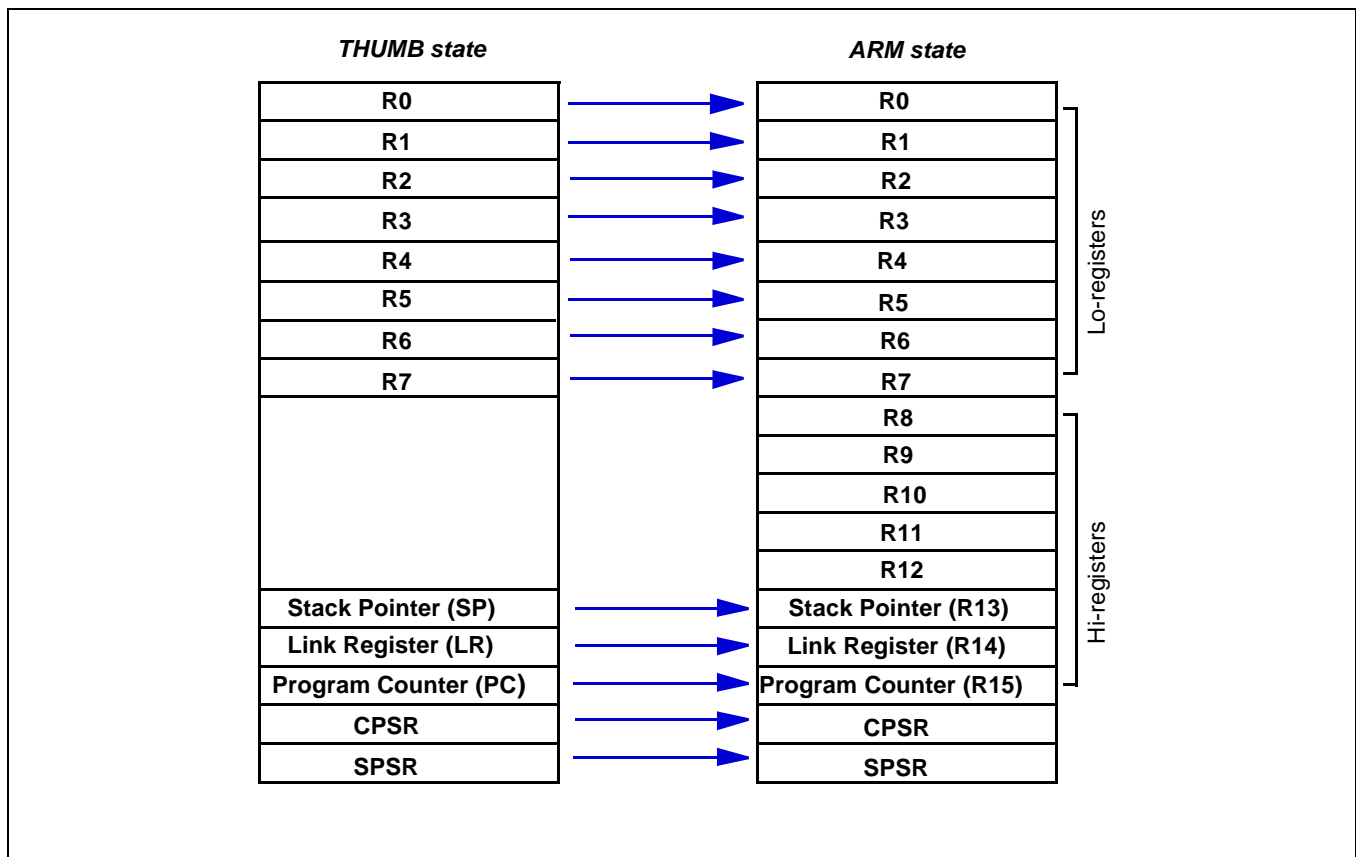 THUMB state
ARM state
R0
R0
R1
R1
R2
R2
R3
R3
R4
R4
R5
R5
R6
R6
R7
R7
Lo-registers
R8
R9
R10
R11
R12
Stack Pointer (SP)
Stack Pointer (R13)
Link Register (LR)
Link Register (R14)
Program Counter (PC)
Program Counter (R15)
Hi-registers
CPSR
CPSR
SPSR
SPSR